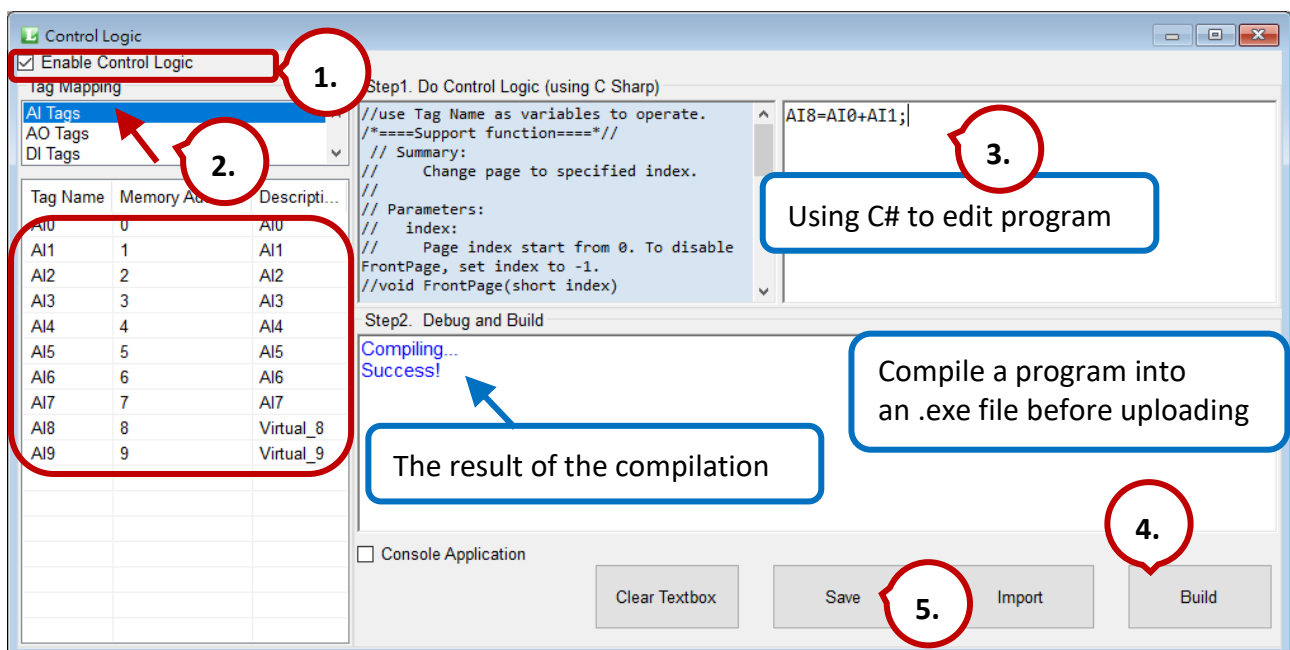 Control Logic
Enable Control Logic
1.
Tag Mapping
AI Tags
AO Tags
DI Tags
2.
Tag Name Memory Ad Descripti...
AI0 0 AI0
AI1 1 AI1
AI2 2 AI2
AI3 3 AI3
AI4 4 AI4
AI5 5 AI5
AI6 6 AI6
AI7 7 AI7
AI8 8 Virtual_8
AI9 9 Virtual_9
Step1. Do Control Logic (using C Sharp)
//use Tag Name as variables to operate.
/*====Support function====*//
// Summary:
// Change page to specified index.
//
// Parameters:
// index:
// Page index start from 0. To disable
FrontPage, set index to -1.
//void FrontPage(short index)
AI8=AI0+AI1;
3.
Using C# to edit program
Step2. Debug and Build
Compiling...
Success!
The result of the compilation
Compile a program into
an .exe file before uploading
4.
Console Application
Clear Textbox
Save
5.
Import
Build